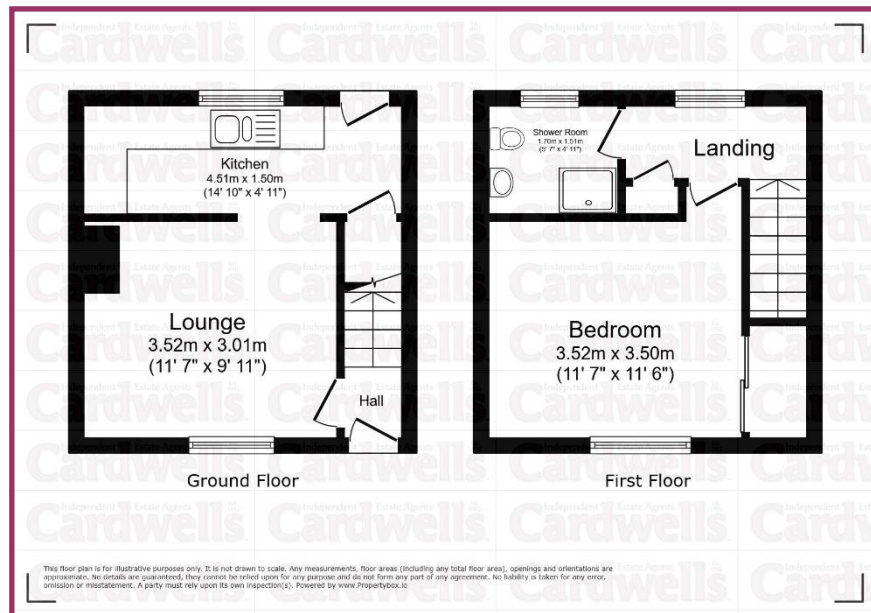 Kitchen
4.51m x 1.50m
(14' 10" x 4' 11")
Lounge
3.52m x 3.01m
(11' 7" x 9' 11")
Hall
Ground Floor
Shower Room
1.70m x 1.51m
(5' 7" x 4' 11")
Landing
Bedroom
3.52m x 3.50m
(11' 7" x 11' 6")
First Floor
Independent Estate Agents
Cardwells
This floor plan is for illustrative purposes only. It is not drawn to scale. Any measurements, floor areas (including any total floor area), openings and orientations are
approximate. No details are guaranteed, they cannot be relied upon for any purpose and do not form any part of any agreement. No liability is taken for any error,
omission or misstatement. A party must rely upon its own inspection(s). Powered by www.Propertybox.io